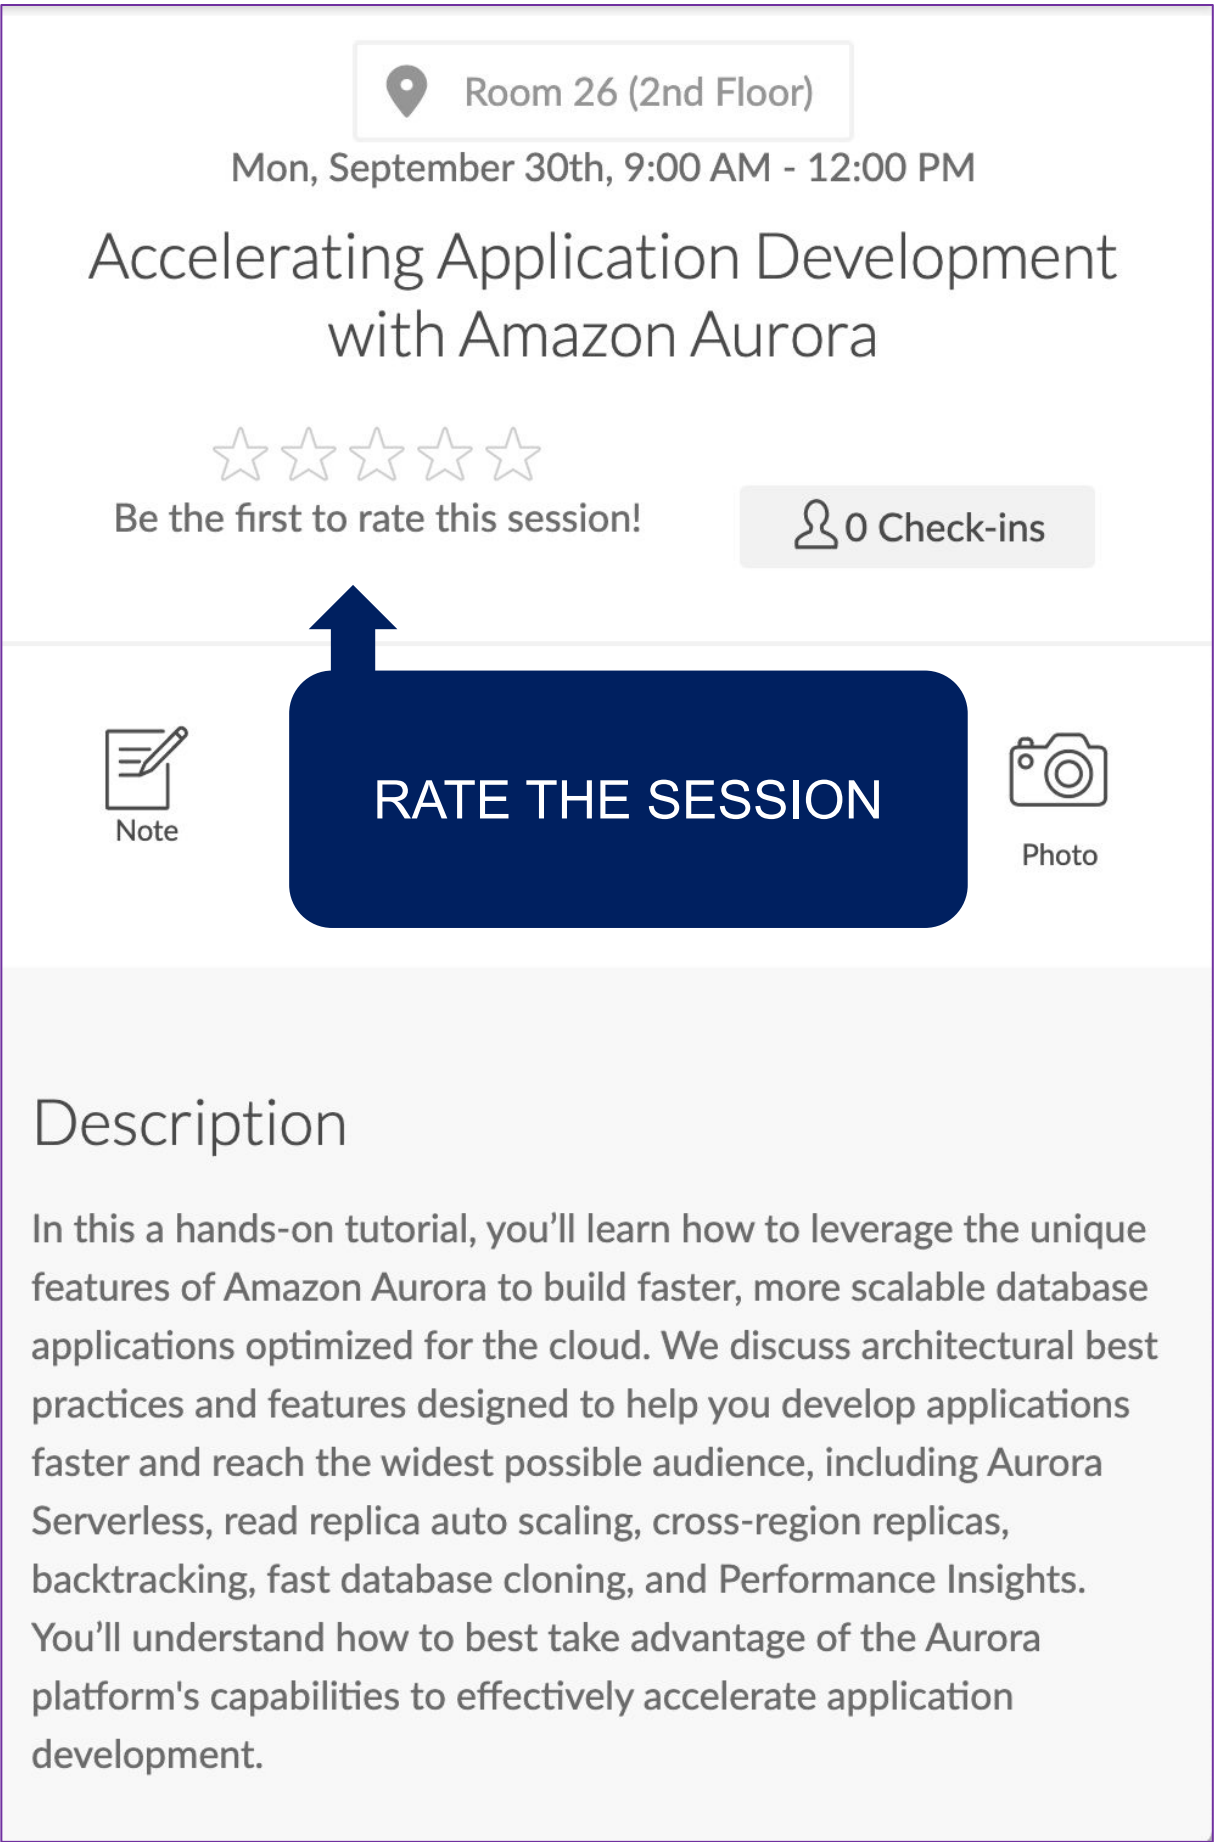 Room 26 (2nd Floor)
Mon, September 30th, 9:00 AM - 12:00 PM
Accelerating Application Development
with Amazon Aurora
Be the first to rate this session!
0 Check-ins
RATE THE SESSION
Note
Photo
Description
In this a hands-on tutorial, you’ll learn how to leverage the unique
features of Amazon Aurora to build faster, more scalable database
applications optimized for the cloud. We discuss architectural best
practices and features designed to help you develop applications
faster and reach the widest possible audience, including Aurora
Serverless, read replica auto scaling, cross-region replicas,
backtracking, fast database cloning, and Performance Insights.
You’ll understand how to best take advantage of the Aurora
platform's capabilities to effectively accelerate application
development.